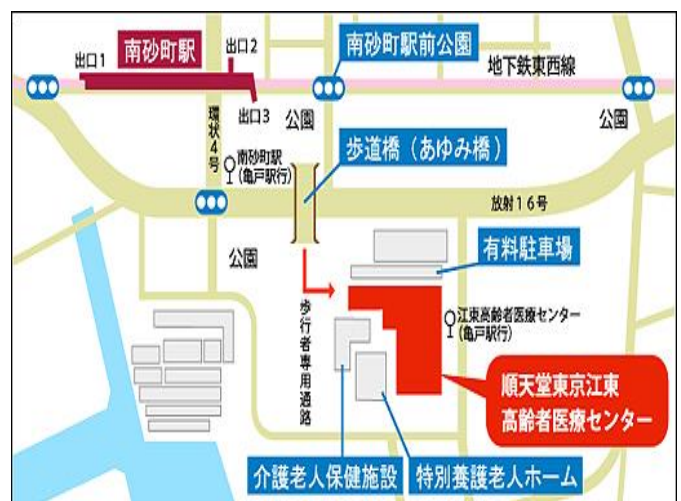 出口1
南砂町駅
出口2
出口3
南砂町駅前公園
地下鉄東西線
公園
公園
環状4号
南砂町駅
(亀戸駅行)
歩道橋(あゆみ橋)
放射16号
公園
有料駐車場
歩行者専用通路
江東高齢者医療センター
(亀戸駅行)
順天堂東京江東
高齢者医療センター
介護老人保健施設
特別養護老人ホーム